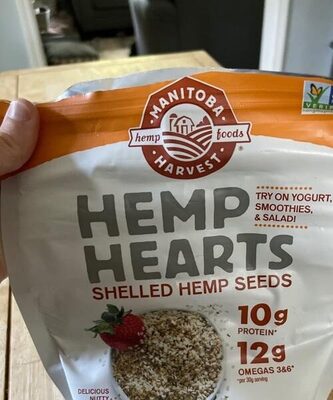 MANITOBA
hemp foods
HARVEST®
HEMP
HEARTS
TRY ON YOGURT,
SMOOTHIES,
& SALAD!
SHELLED HEMP SEEDS
10g
PROTEIN*
12g
OMEGAS 3&6*
*per 30g serving
DELICIOUS
NUTTY